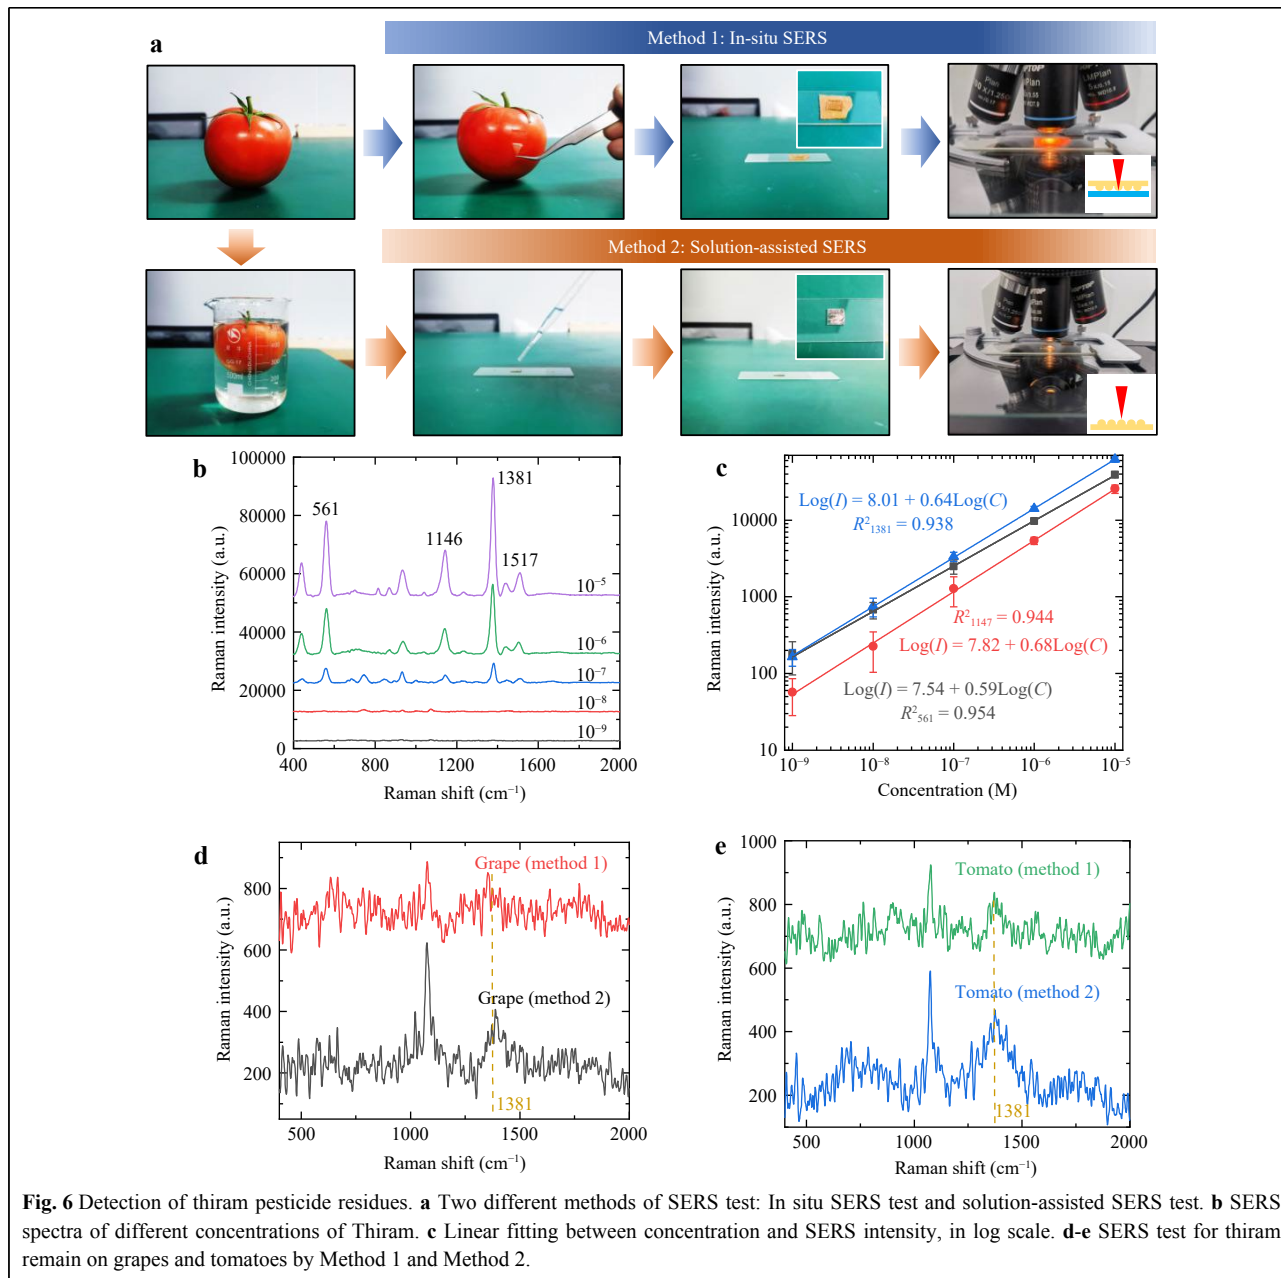 a
Method 1: In-situ SERS
Method 2: Solution-assisted SERS
b
Raman intensity (a.u.)
100000
80000
60000
40000
20000
0
561
1146
1381
1517
10⁻⁵
10⁻⁶
10⁻⁷
10⁻⁸
10⁻⁹
400 800 1200 1600 2000
Raman shift (cm⁻¹)
c
Raman intensity (a.u.)
10000
1000
100
10
Log(I) = 8.01 + 0.64Log(C)
R²₁₃₈₁ = 0.938
R²₁₁₄₇ = 0.944
Log(I) = 7.82 + 0.68Log(C)
Log(I) = 7.54 + 0.59Log(C)
R²₅₆₁ = 0.954
10⁻⁹ 10⁻⁸ 10⁻⁷ 10⁻⁶ 10⁻⁵
Concentration (M)
d
Raman intensity (a.u.)
800
600
400
200
Grape (method 1)
Grape (method 2)
1381
500 1000 1500 2000
Raman shift (cm⁻¹)
e
Raman intensity (a.u.)
1000
800
600
400
200
Tomato (method 1)
Tomato (method 2)
1381
500 1000 1500 2000
Raman shift (cm⁻¹)
Fig. 6 Detection of thiram pesticide residues. a Two different methods of SERS test: In situ SERS test and solution-assisted SERS test. b SERS
spectra of different concentrations of Thiram. c Linear fitting between concentration and SERS intensity, in log scale. d-e SERS test for thiram
remain on grapes and tomatoes by Method 1 and Method 2.